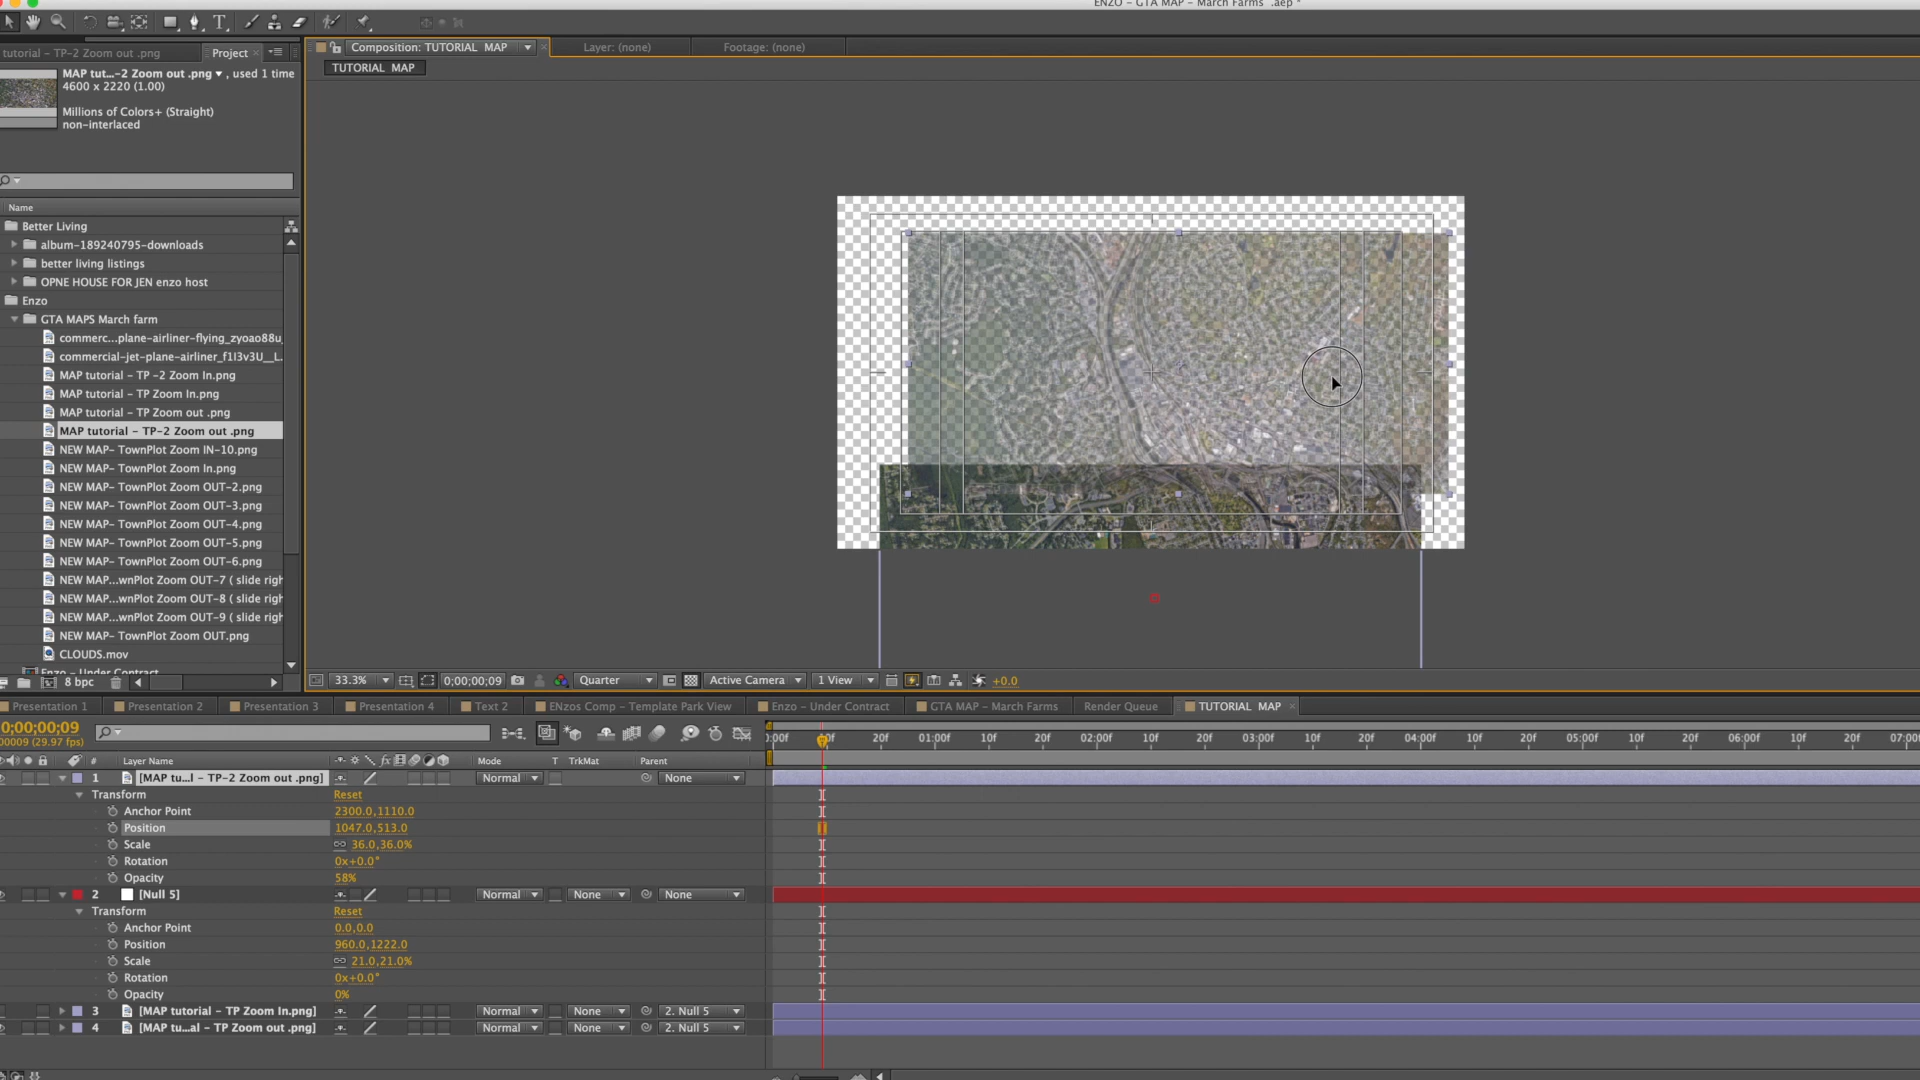 ENZO - GTA MAP - March Farms .aep *
Composition: TUTORIAL MAP
Layer: (none)
Footage: (none)
tutorial - TP-2 Zoom out .png
Project
TUTORIAL MAP
MAP tut...-2 Zoom out .png , used 1 time
4600 x 2220 (1.00)
Millions of Colors+ (Straight)
non-interlaced
Name
Better Living
album-189240795-downloads
better living listings
OPNE HOUSE FOR JEN enzo host
Enzo
GTA MAPS March farm
commerc...plane-airliner-flying_zyoao88u_
commercial-jet-plane-airliner_f1l3v3U__L.
MAP tutorial - TP -2 Zoom In.png
MAP tutorial - TP Zoom In.png
MAP tutorial - TP Zoom out .png
MAP tutorial - TP-2 Zoom out .png
NEW MAP- TownPlot Zoom IN-10.png
NEW MAP- TownPlot Zoom In.png
NEW MAP- TownPlot Zoom OUT-2.png
NEW MAP- TownPlot Zoom OUT-3.png
NEW MAP- TownPlot Zoom OUT-4.png
NEW MAP- TownPlot Zoom OUT-5.png
NEW MAP- TownPlot Zoom OUT-6.png
NEW MAP...wnPlot Zoom OUT-7 ( slide righ
NEW MAP...wnPlot Zoom OUT-8 ( slide righ
NEW MAP...wnPlot Zoom OUT-9 ( slide righ
NEW MAP- TownPlot Zoom OUT.png
CLOUDS.mov
Enzo - Under Contract
8 bpc
33.3%
0;00;00;09
Quarter
Active Camera
1 View
+0.0
Presentation 1
Presentation 2
Presentation 3
Presentation 4
Text 2
ENzos Comp - Template Park View
Enzo - Under Contract
GTA MAP - March Farms
Render Queue
TUTORIAL MAP
0;00;00;09
00009 (29.97 fps)
):00f
20f
01:00f
10f
20f
02:00f
10f
20f
03:00f
10f
20f
04:00f
10f
20f
05:00f
10f
20f
06:00f
10f
20f
07:00f
#
Layer Name
fx
Mode
T
TrkMat
Parent
1 [MAP tu...l - TP-2 Zoom out .png] Normal None
Transform Reset
Anchor Point 2300.0,1110.0
Position 1047.0,513.0
Scale 36.0,36.0%
Rotation 0x+0.0°
Opacity 58%
2 [Null 5] Normal None None
Transform Reset
Anchor Point 0.0,0.0
Position 960.0,1222.0
Scale 21.0,21.0%
Rotation 0x+0.0°
Opacity 0%
3 [MAP tutorial - TP Zoom In.png] Normal None 2. Null 5
4 [MAP tu...al - TP Zoom out .png] Normal None 2. Null 5